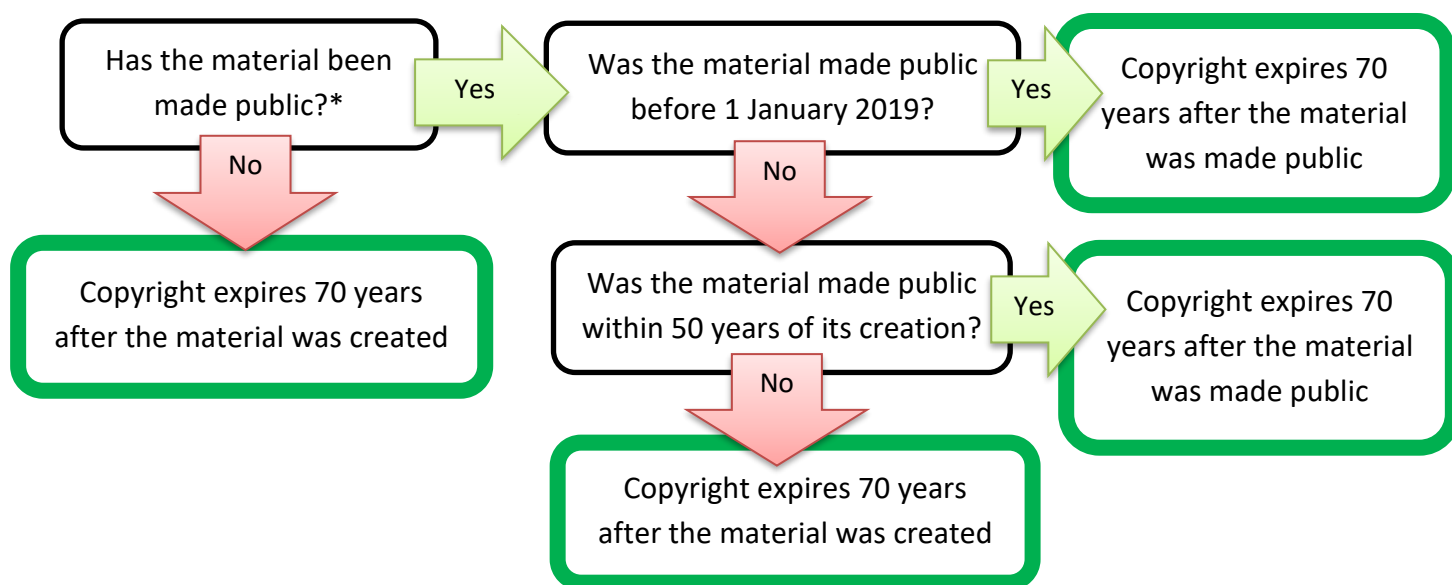 Has the material been
made public?*
Yes
Was the material made public
before 1 January 2019?
Yes
Copyright expires 70
years after the material
was made public
No
No
Copyright expires 70 years
after the material was created
Was the material made public
within 50 years of its creation?
Yes
Copyright expires 70
years after the material
was made public
No
Copyright expires 70 years
after the material was created